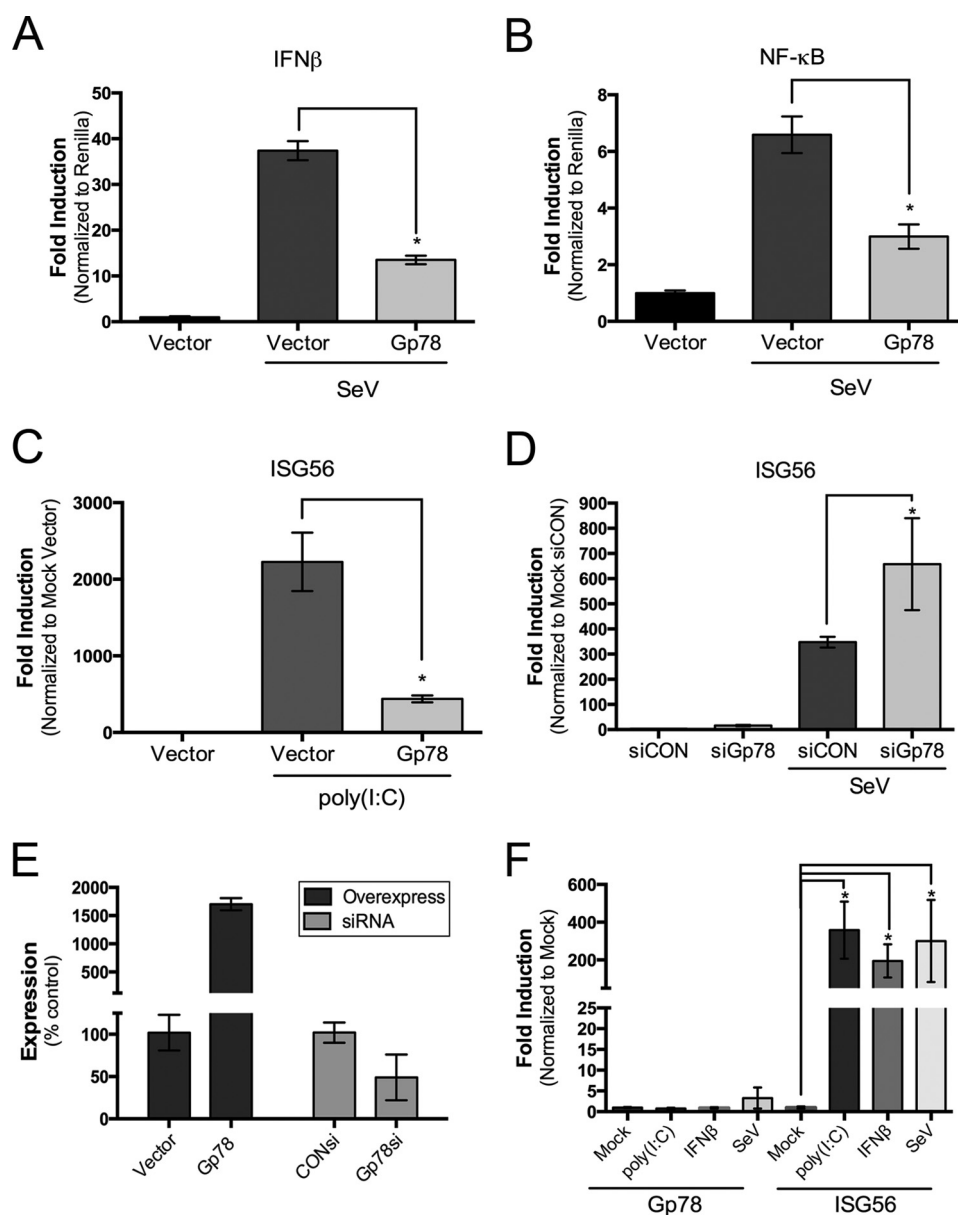 A
IFNβ
Fold Induction
(Normalized to Renilla)
50
40
30
20
10
0
Vector
Vector
Gp78
SeV
*
B
NF-κB
Fold Induction
(Normalized to Renilla)
8
6
4
2
0
Vector
Vector
Gp78
SeV
*
C
ISG56
Fold Induction
(Normalized to Mock Vector)
3000
2000
1000
0
Vector
Vector
Gp78
poly(I:C)
*
D
ISG56
Fold Induction
(Normalized to Mock siCON)
900
800
700
600
500
400
300
200
100
0
siCON
siGp78
siCON
siGp78
SeV
*
E
Expression
(% control)
2000
1500
1000
500
100
50
0
Overexpress
siRNA
Vector
Gp78
CONsi
Gp78si
F
Fold Induction
(Normalized to Mock)
600
400
200
25
20
15
10
5
0
*
*
*
Mock
poly(I:C)
IFNβ
SeV
Mock
poly(I:C)
IFNβ
SeV
Gp78
ISG56